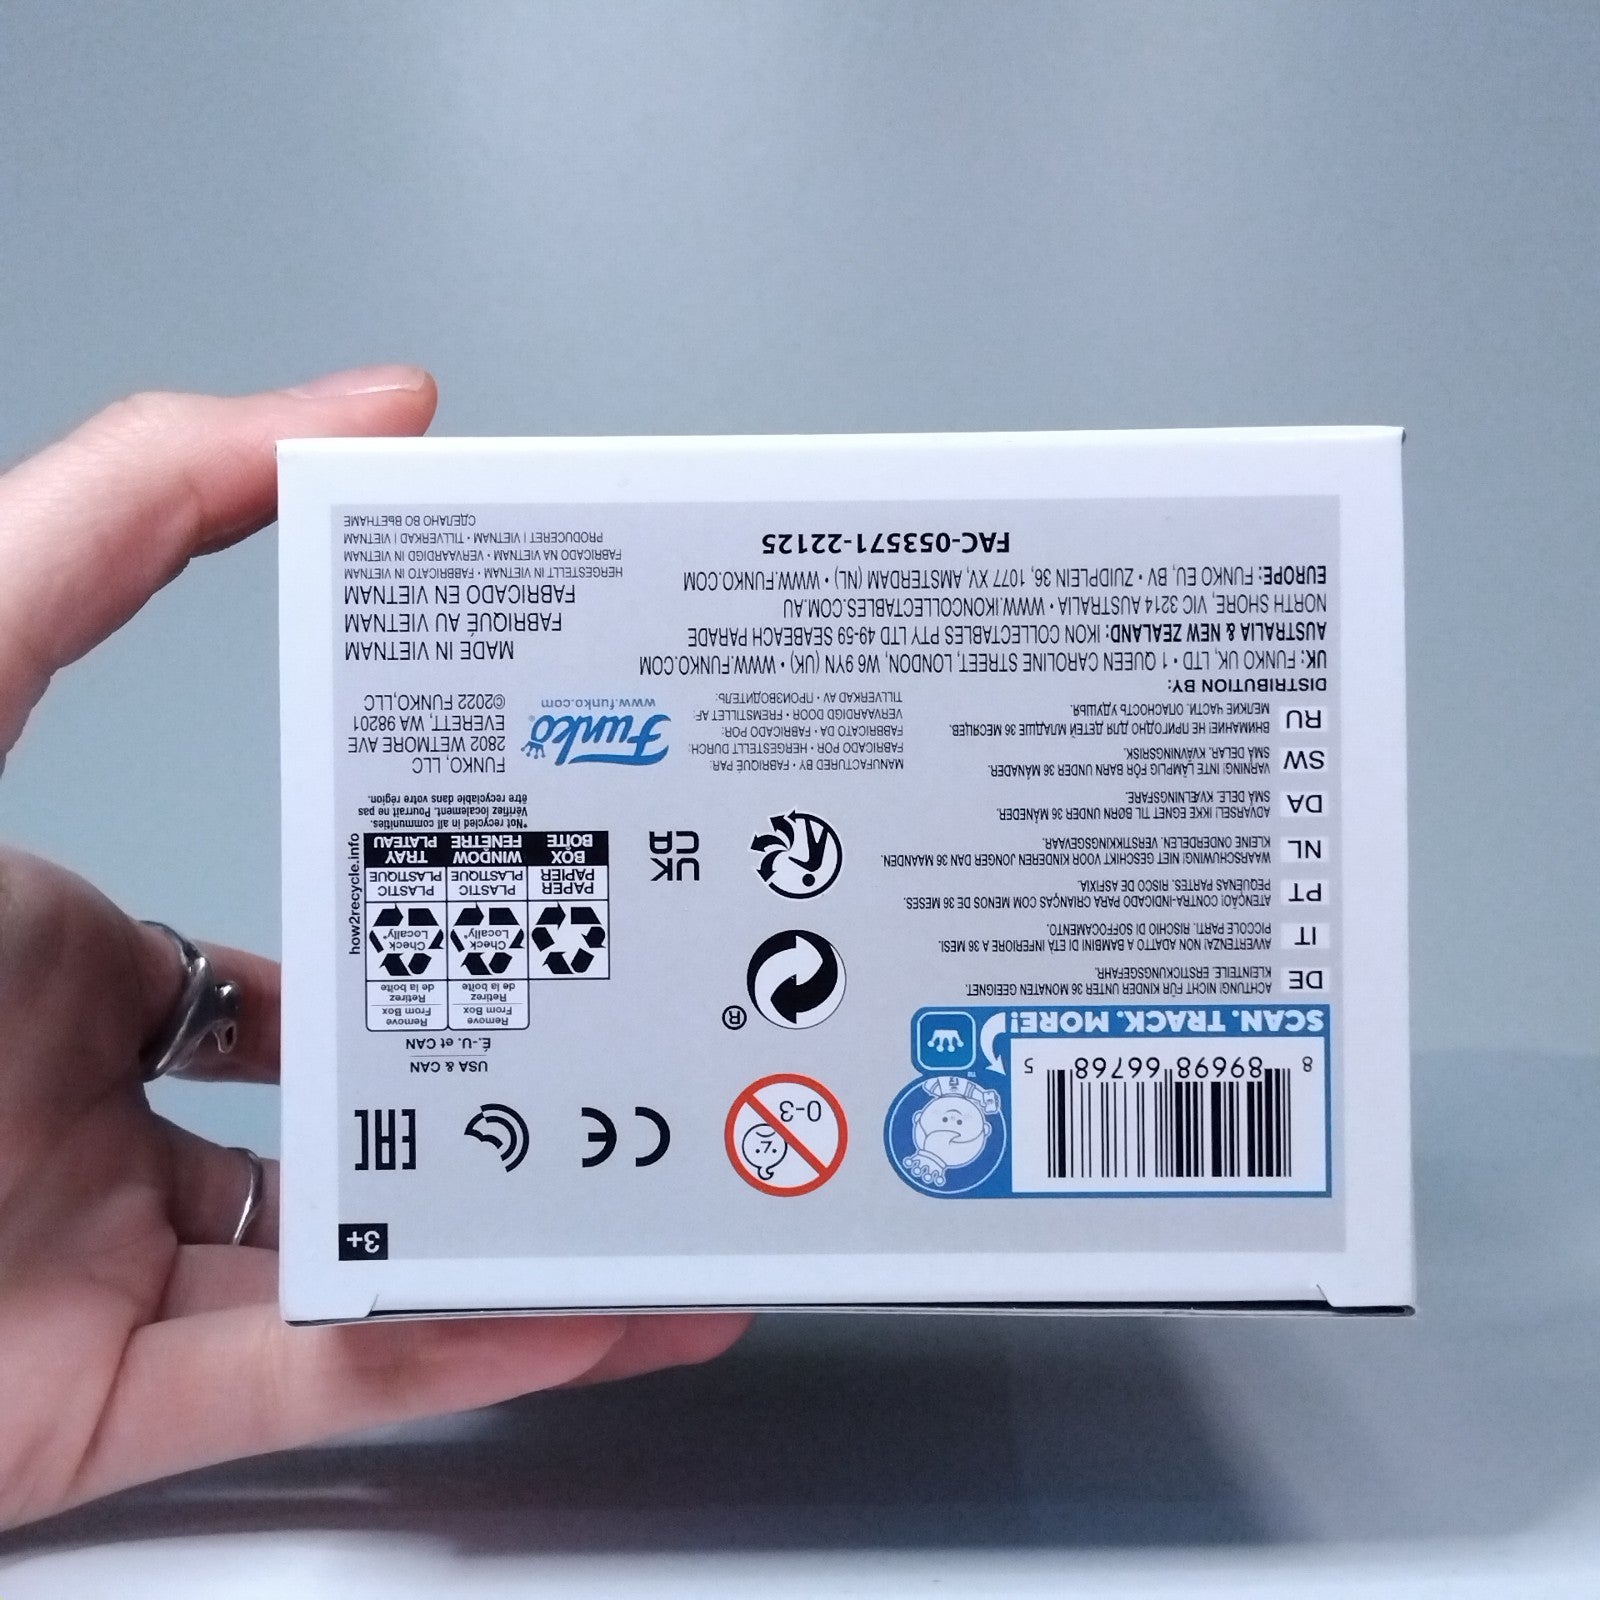 3+
8 89698 66768 5
SCAN. TRACK. MORE!
™
0-3
CE
EAC
USA & CAN
É.-U. et CAN
Remove
From Box
Retirez
de la boîte
Remove
From Box
Retirez
de la boîte
Check
Locally*
Check
Locally*
PAPER
PAPIER
PLASTIC
PLASTIQUE
PLASTIC
PLASTIQUE
BOX
BOÎTE
WINDOW
FENÊTRE
TRAY
PLATEAU
how2recycle.info
*Not recycled in all communities.
Vérifiez localement. Pourrait ne pas
être recyclable dans votre région.
®
UK
CA
DE
ACHTUNG! NICHT FÜR KINDER UNTER 36 MONATEN GEEIGNET.
KLEINTEILE. ERSTICKUNGSGEFAHR.
IT
AVVERTENZA! NON ADATTO A BAMBINI DI ETÀ INFERIORE A 36 MESI.
PICCOLE PARTI. RISCHIO DI SOFFOCAMENTO.
PT
ATENÇÃO! CONTRA-INDICADO PARA CRIANÇAS COM MENOS DE 36 MESES.
PEQUENAS PARTES. RISCO DE ASFIXIA.
NL
WAARSCHUWING! NIET GESCHIKT VOOR KINDEREN JONGER DAN 36 MAANDEN.
KLEINE ONDERDELEN. VERSTIKKINGSGEVAAR.
DA
ADVARSEL! IKKE EGNET TIL BØRN UNDER 36 MÅNEDER.
SMÅ DELE. KVÆLNINGSFARE.
SW
VARNING! INTE LÄMPLIG FÖR BARN UNDER 36 MÅNADER.
SMÅ DELAR. KVÄVNINGSRISK.
RU
ВНИМАНИЕ! НЕ ПРИГОДНО ДЛЯ ДЕТЕЙ МЛАДШЕ 36 МЕСЯЦЕВ.
МЕЛКИЕ ЧАСТИ. ОПАСНОСТЬ УДУШЬЯ.
MANUFACTURED BY • FABRIQUÉ PAR:
FABRICADO POR • HERGESTELLT DURCH:
FABRICADO DA • FABBRICATO POR:
VERVAARDIGD DOOR • FREMSTILLET AF:
TILLVERKAD AV • ПРОИЗВОДИТЕЛЬ:
Funko
www.funko.com
FUNKO, LLC
2802 WETMORE AVE
EVERETT, WA 98201
©2022 FUNKO,LLC
DISTRIBUTION BY:
UK: FUNKO UK, LTD • 1 QUEEN CAROLINE STREET, LONDON, W6 9YN (UK) • WWW.FUNKO.COM
AUSTRALIA & NEW ZEALAND: IKON COLLECTABLES PTY LTD 49-59 SEABEACH PARADE
NORTH SHORE, VIC 3214 AUSTRALIA • WWW.IKONCOLLECTABLES.COM.AU
EUROPE: FUNKO EU, BV • ZUIDPLEIN 36, 1077 XV, AMSTERDAM (NL) • WWW.FUNKO.COM
FAC-053571-22125
MADE IN VIETNAM
FABRIQUÉ AU VIETNAM
FABRICADO EN VIETNAM
HERGESTELLT IN VIETNAM • FABBRICATO IN VIETNAM
FABRICADO NA VIETNAM • VERVAARDIGD IN VIETNAM
PRODUCERET I VIETNAM • TILLVERKAD I VIETNAM
СДЕЛАНО ВО ВЬЕТНАМЕ